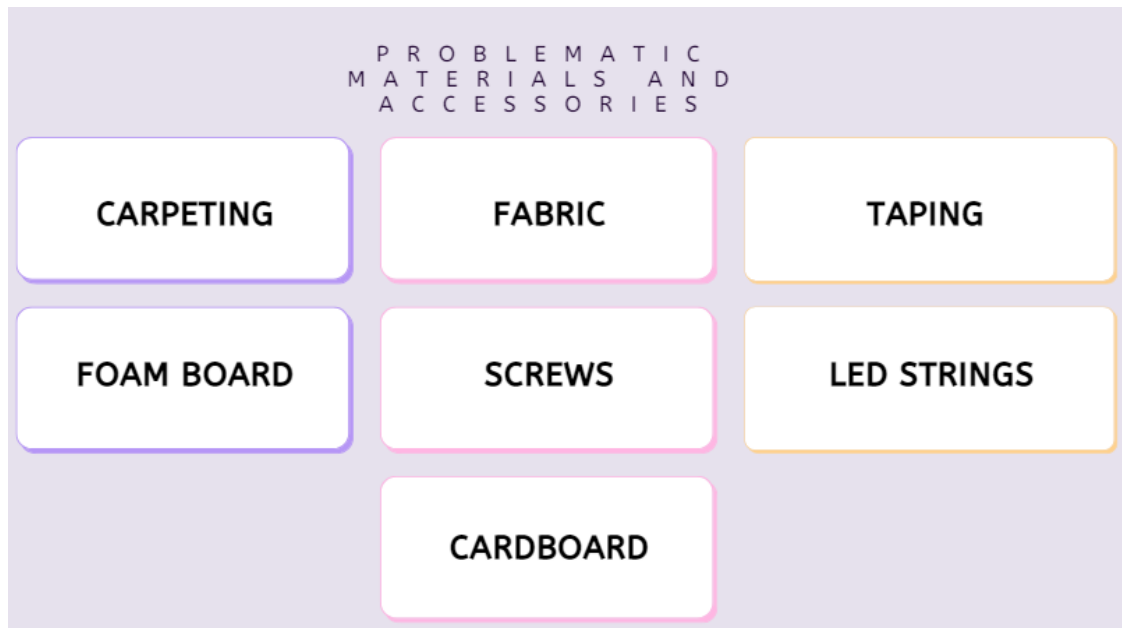 PROBLEMATIC
MATERIALS AND
ACCESSORIES
CARPETING
FABRIC
TAPING
FOAM BOARD
SCREWS
LED STRINGS
CARDBOARD